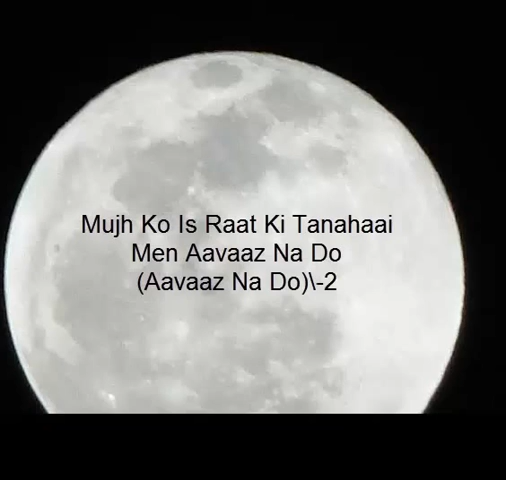 Mujh Ko Is Raat Ki Tanahaai
Men Aavaaz Na Do
(Aavaaz Na Do)\-2